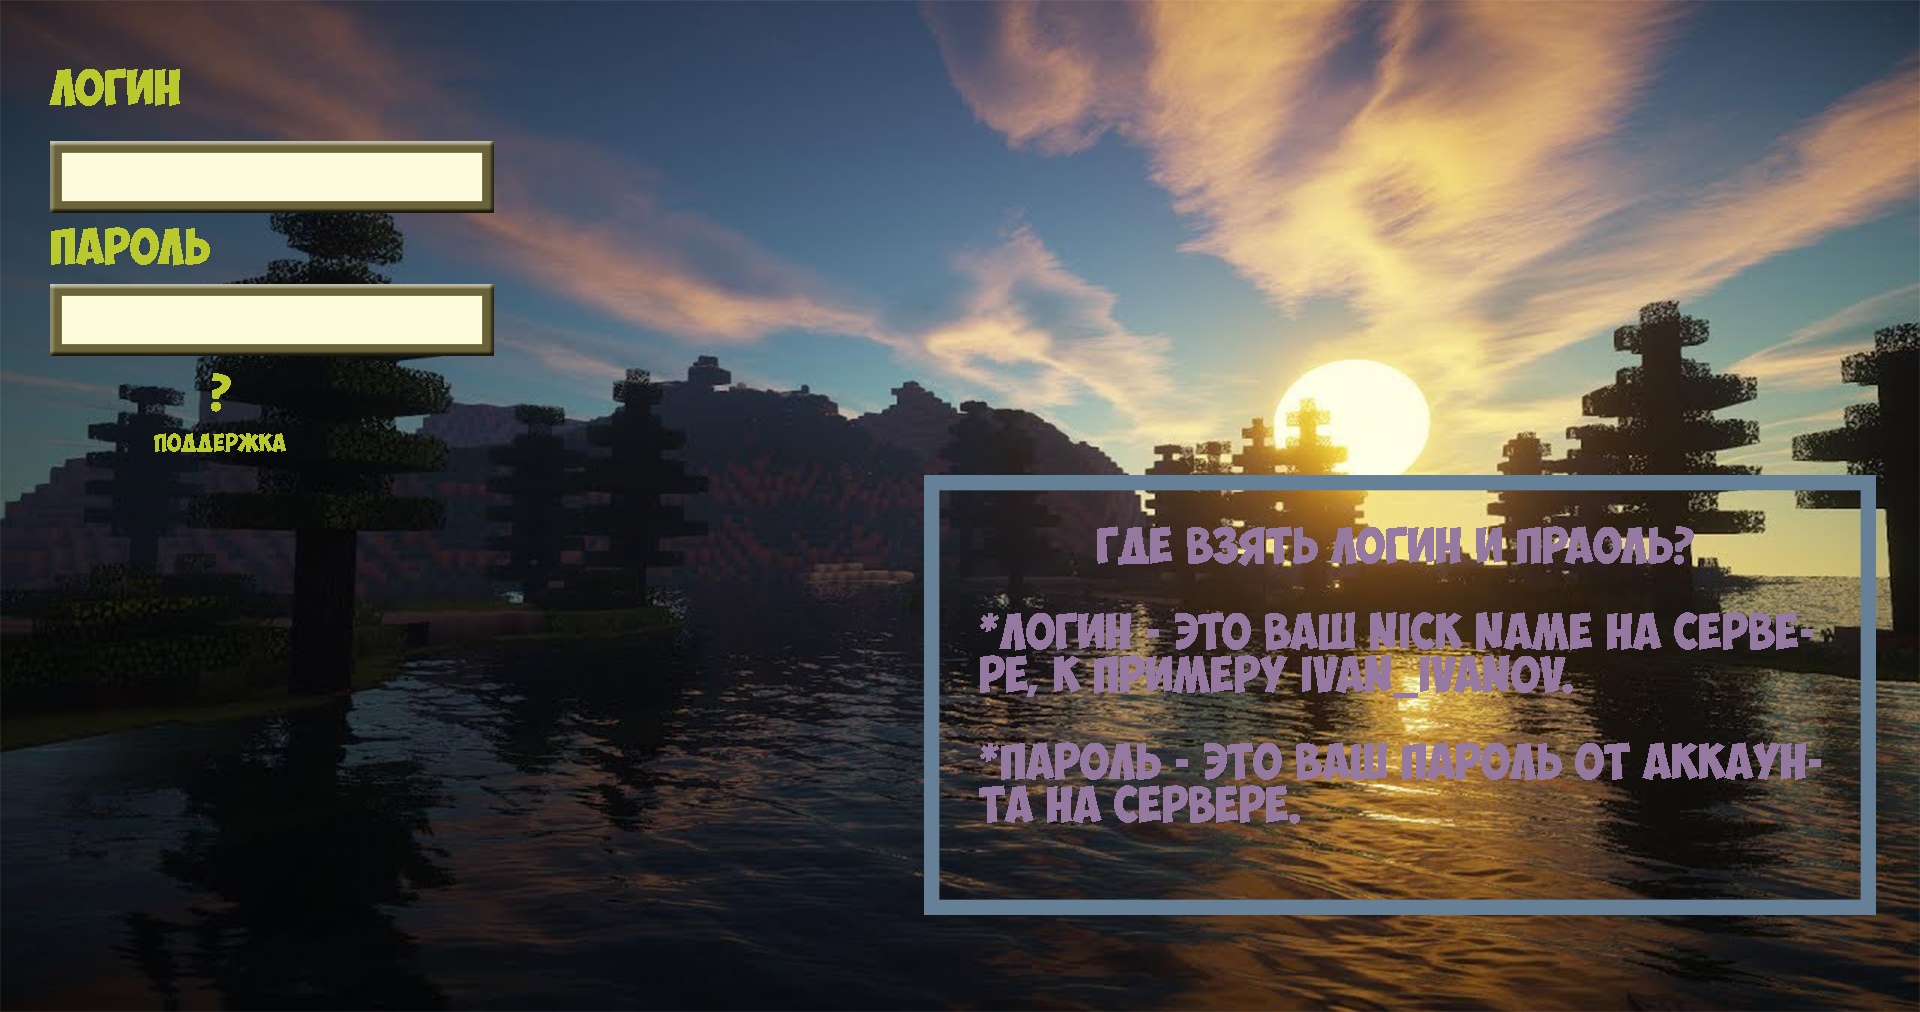 ЛОГИН
ПАРОЛЬ
?
ПОДДЕРЖКА
ГДЕ ВЗЯТЬ ЛОГИН И ПРАОЛЬ?
*ЛОГИН - ЭТО ВАШ NICK NAME НА СЕРВЕ-
РЕ, К ПРИМЕРУ IVAN_IVANOV.
*ПАРОЛЬ - ЭТО ВАШ ПАРОЛЬ ОТ АККАУН-
ТА НА СЕРВЕРЕ.